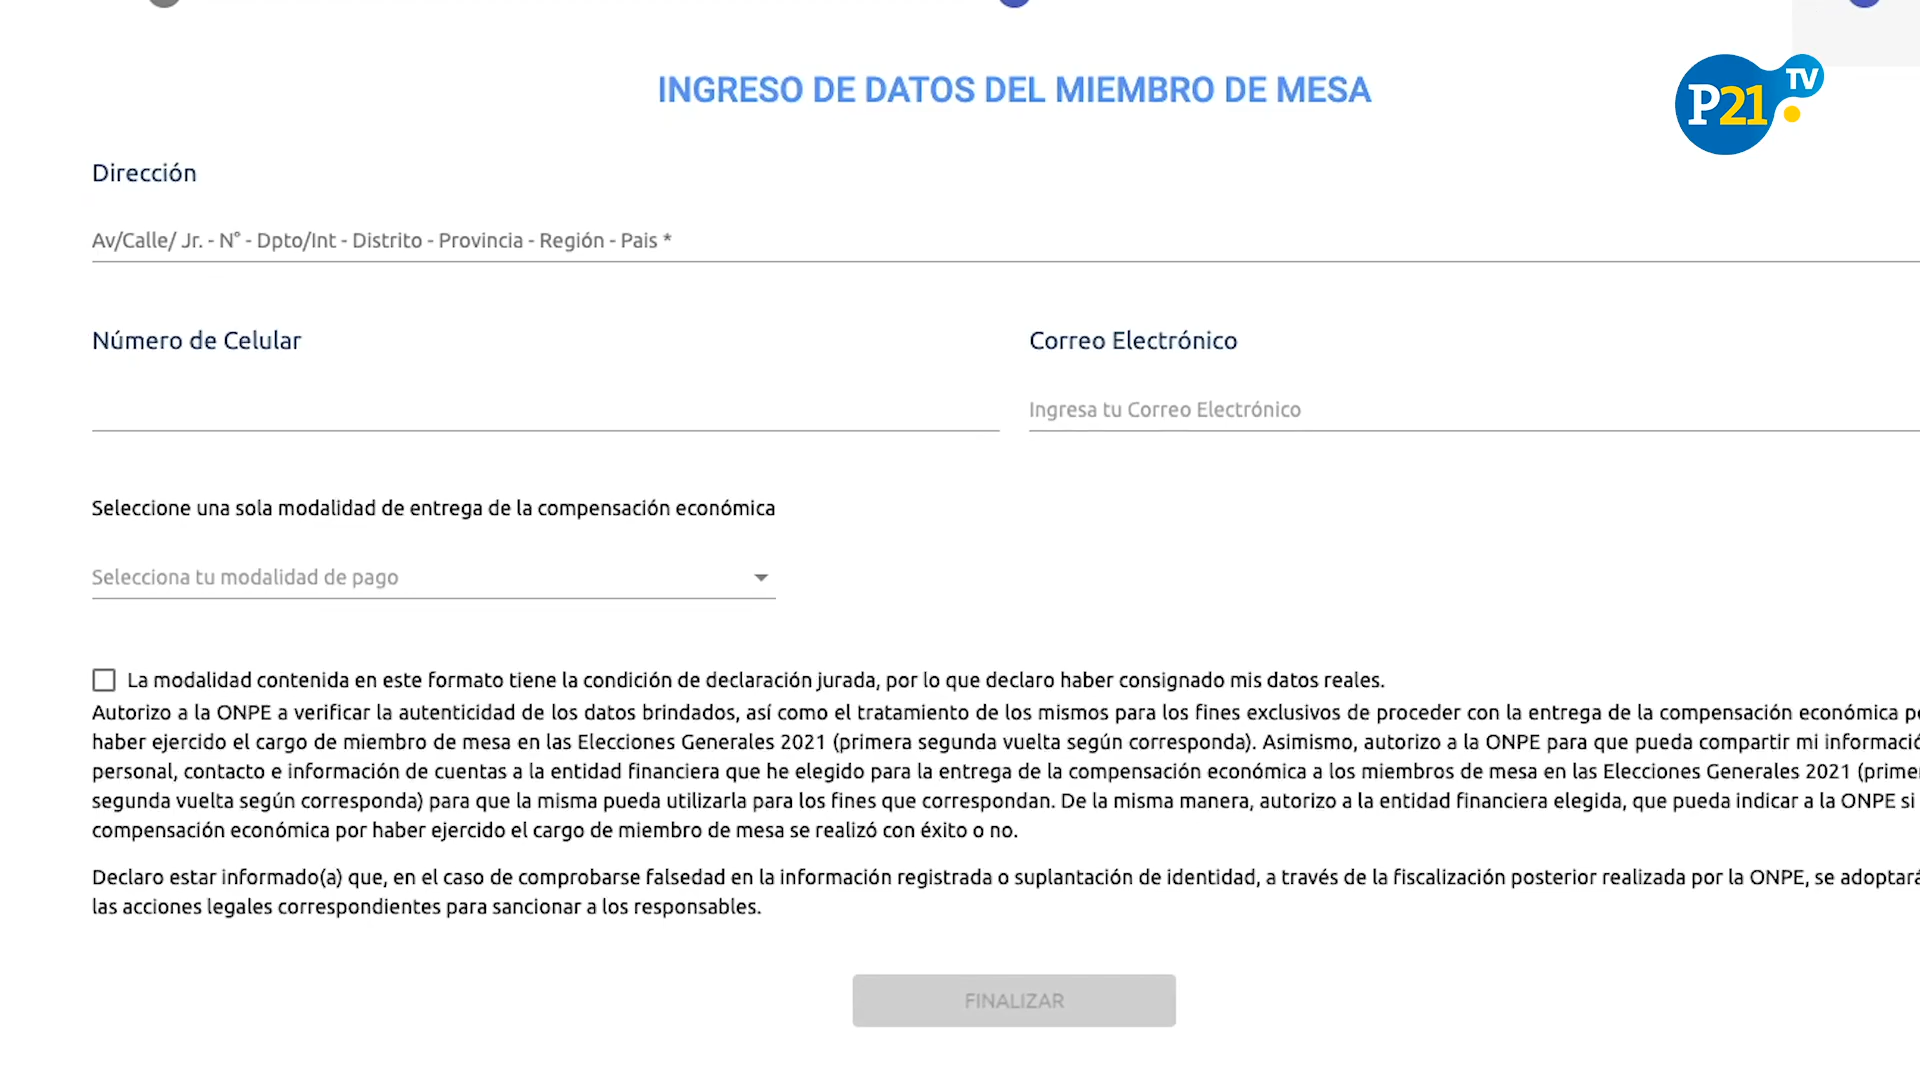 INGRESO DE DATOS DEL MIEMBRO DE MESA
P21 TV
Dirección
Av/Calle/ Jr. - N° - Dpto/Int - Distrito - Provincia - Región - Pais *
Número de Celular
Correo Electrónico
Ingresa tu Correo Electrónico
Seleccione una sola modalidad de entrega de la compensación económica
Selecciona tu modalidad de pago
La modalidad contenida en este formato tiene la condición de declaración jurada, por lo que declaro haber consignado mis datos reales.
Autorizo a la ONPE a verificar la autenticidad de los datos brindados, así como el tratamiento de los mismos para los fines exclusivos de proceder con la entrega de la compensación económica
haber ejercido el cargo de miembro de mesa en las Elecciones Generales 2021 (primera segunda vuelta según corresponda). Asimismo, autorizo a la ONPE para que pueda compartir mi informació
personal, contacto e información de cuentas a la entidad financiera que he elegido para la entrega de la compensación económica a los miembros de mesa en las Elecciones Generales 2021 (prime
segunda vuelta según corresponda) para que la misma pueda utilizarla para los fines que correspondan. De la misma manera, autorizo a la entidad financiera elegida, que pueda indicar a la ONPE si
compensación económica por haber ejercido el cargo de miembro de mesa se realizó con éxito o no.
Declaro estar informado(a) que, en el caso de comprobarse falsedad en la información registrada o suplantación de identidad, a través de la fiscalización posterior realizada por la ONPE, se adoptará
las acciones legales correspondientes para sancionar a los responsables.
FINALIZAR